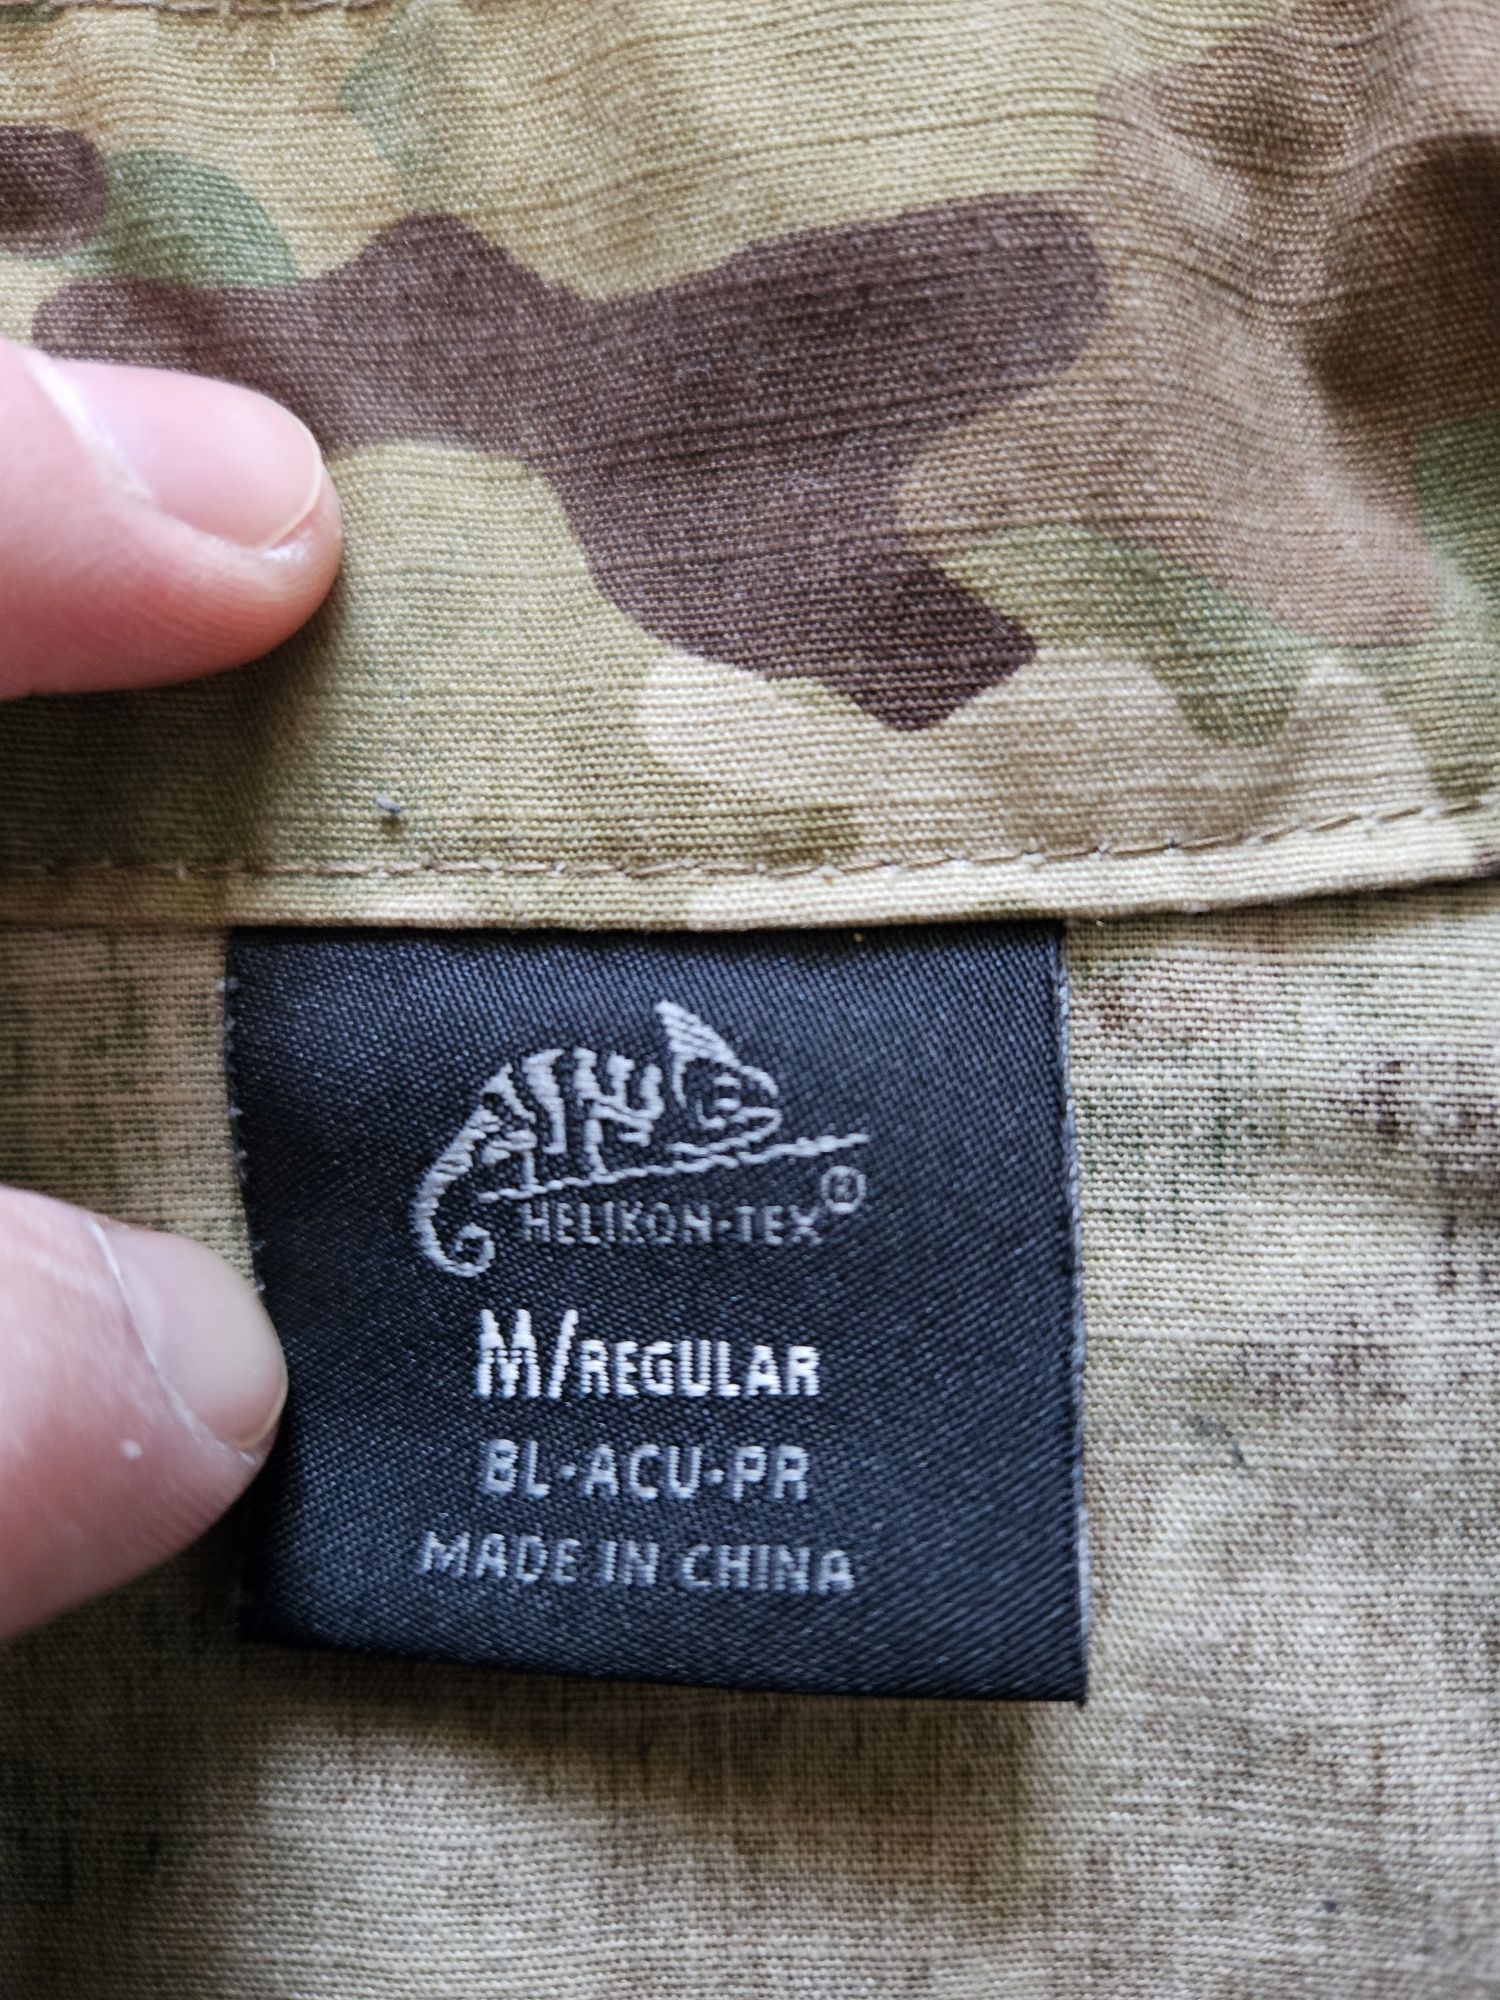 HELIKON-TEX®
M/REGULAR
BL-ACU-PR
MADE IN CHINA